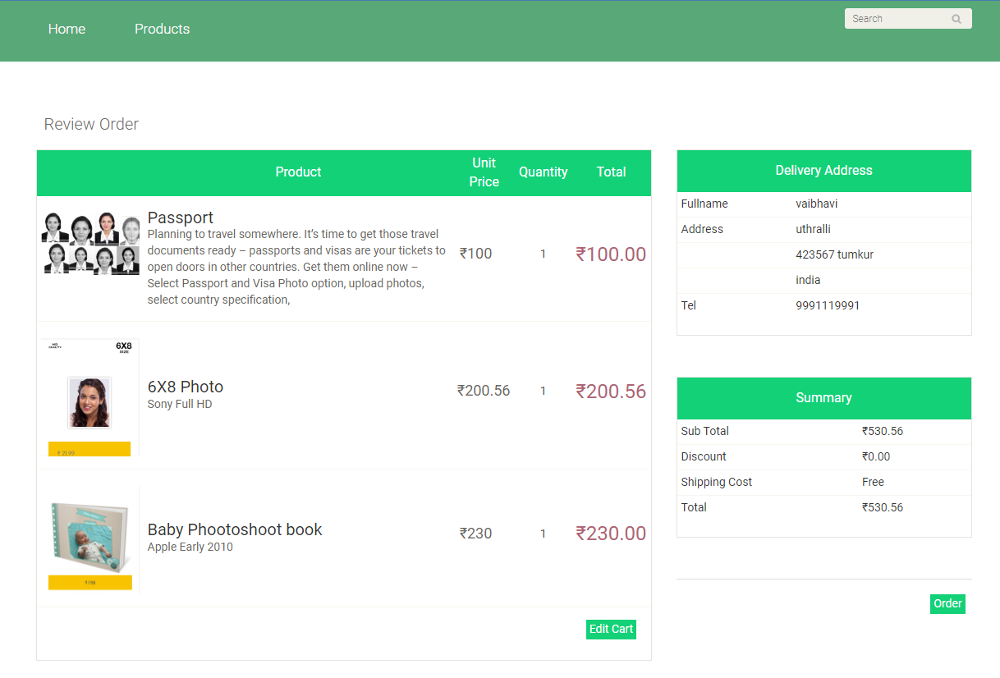 Home
Products
Search
Review Order
Product
Unit
Price
Quantity
Total
Passport
Planning to travel somewhere. It’s time to get those travel
documents ready – passports and visas are your tickets to
open doors in other countries. Get them online now –
Select Passport and Visa Photo option, upload photos,
select country specification,
₹100
1
₹100.00
6X8
SIZE
6X8 Photo
Sony Full HD
₹200.56
1
₹200.56
₹ 21.99
Baby Phootoshoot book
Apple Early 2010
₹230
1
₹230.00
Edit Cart
Delivery Address
Fullname vaibhavi
Address uthralli
423567 tumkur
india
Tel 9991119991
Summary
Sub Total ₹530.56
Discount ₹0.00
Shipping Cost Free
Total ₹530.56
Order